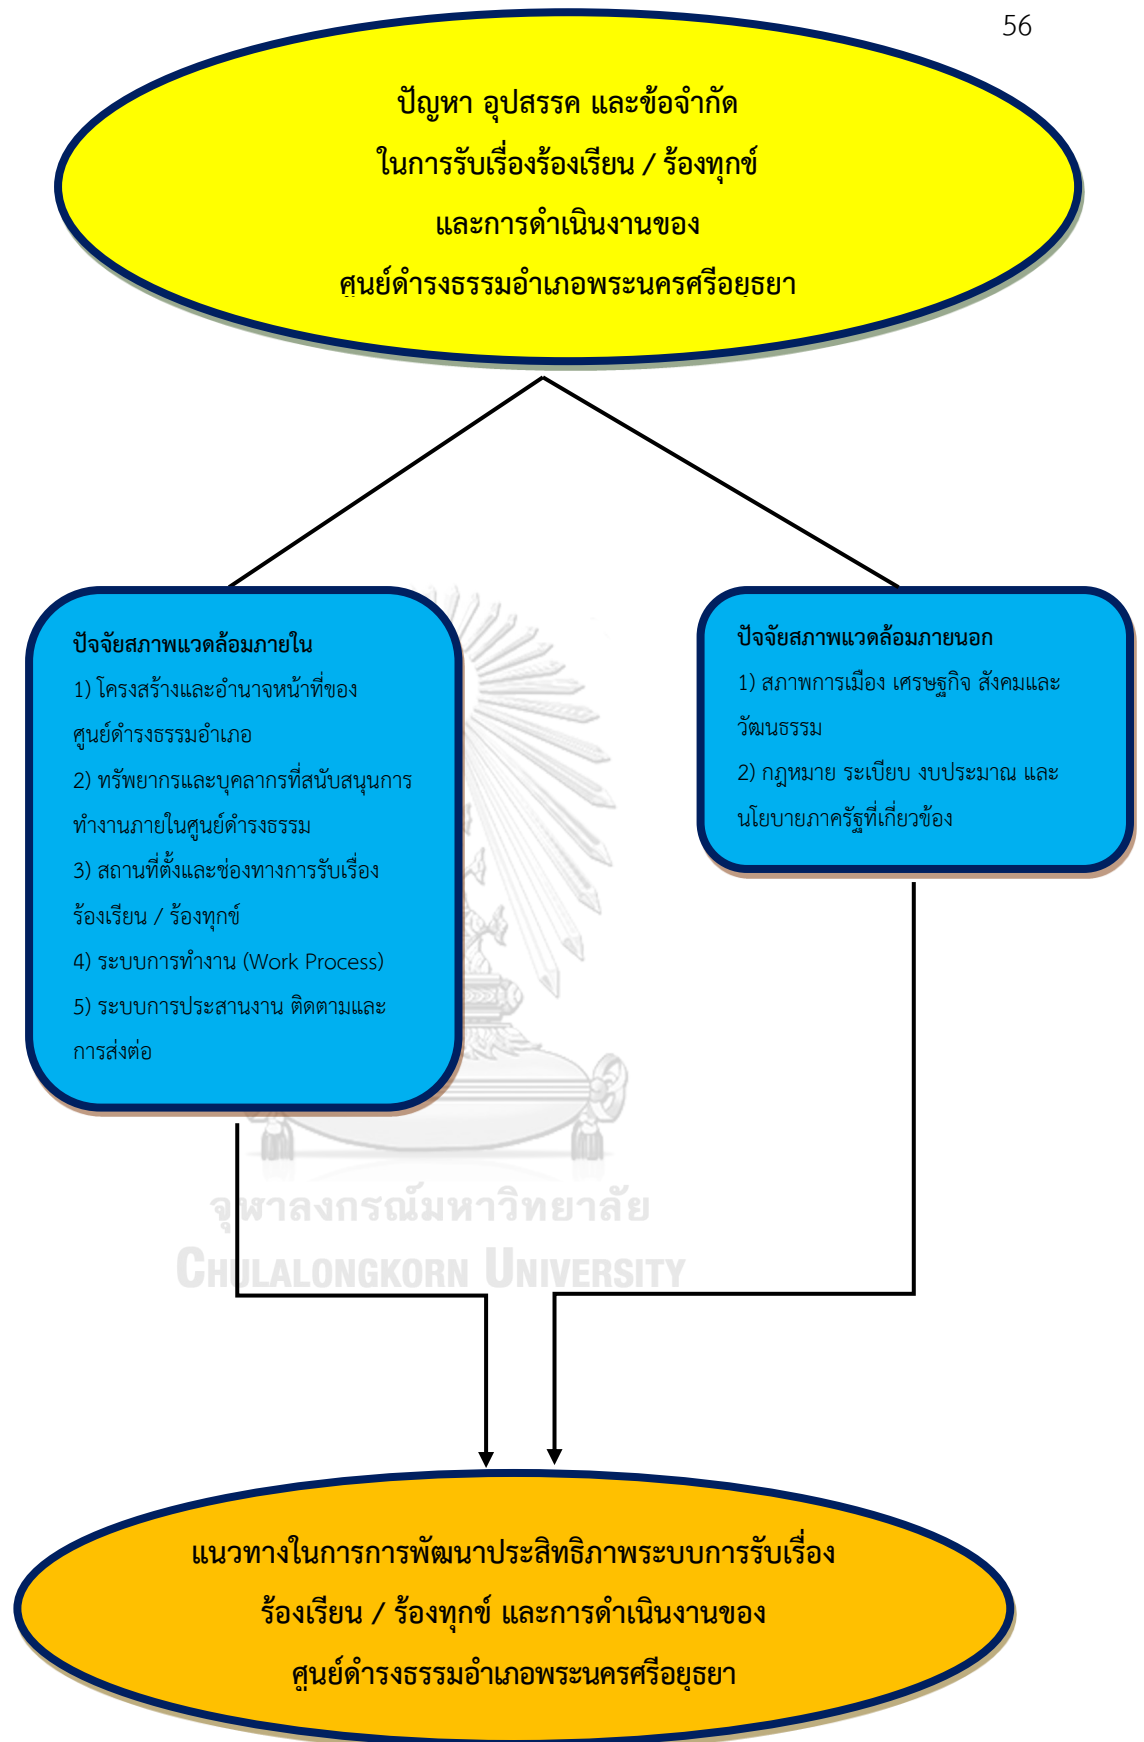 56
ปัญหา อุปสรรค และข้อจำกัด
ในการรับเรื่องร้องเรียน / ร้องทุกข์
และการดำเนินงานของ
ศูนย์ดำรงธรรมอำเภอพระนครศรีอยุธยา
ปัจจัยสภาพแวดล้อมภายใน
1) โครงสร้างและอำนาจหน้าที่ของ
ศูนย์ดำรงธรรมอำเภอ
2) ทรัพยากรและบุคลากรที่สนับสนุนการ
ทำงานภายในศูนย์ดำรงธรรม
3) สถานที่ตั้งและช่องทางการรับเรื่อง
ร้องเรียน / ร้องทุกข์
4) ระบบการทำงาน (Work Process)
5) ระบบการประสานงาน ติดตามและ
การส่งต่อ
ปัจจัยสภาพแวดล้อมภายนอก
1) สภาพการเมือง เศรษฐกิจ สังคมและ
วัฒนธรรม
2) กฎหมาย ระเบียบ งบประมาณ และ
นโยบายภาครัฐที่เกี่ยวข้อง
จุฬาลงกรณ์มหาวิทยาลัย
CHULALONGKORN UNIVERSITY
แนวทางในการการพัฒนาประสิทธิภาพระบบการรับเรื่อง
ร้องเรียน / ร้องทุกข์ และการดำเนินงานของ
ศูนย์ดำรงธรรมอำเภอพระนครศรีอยุธยา